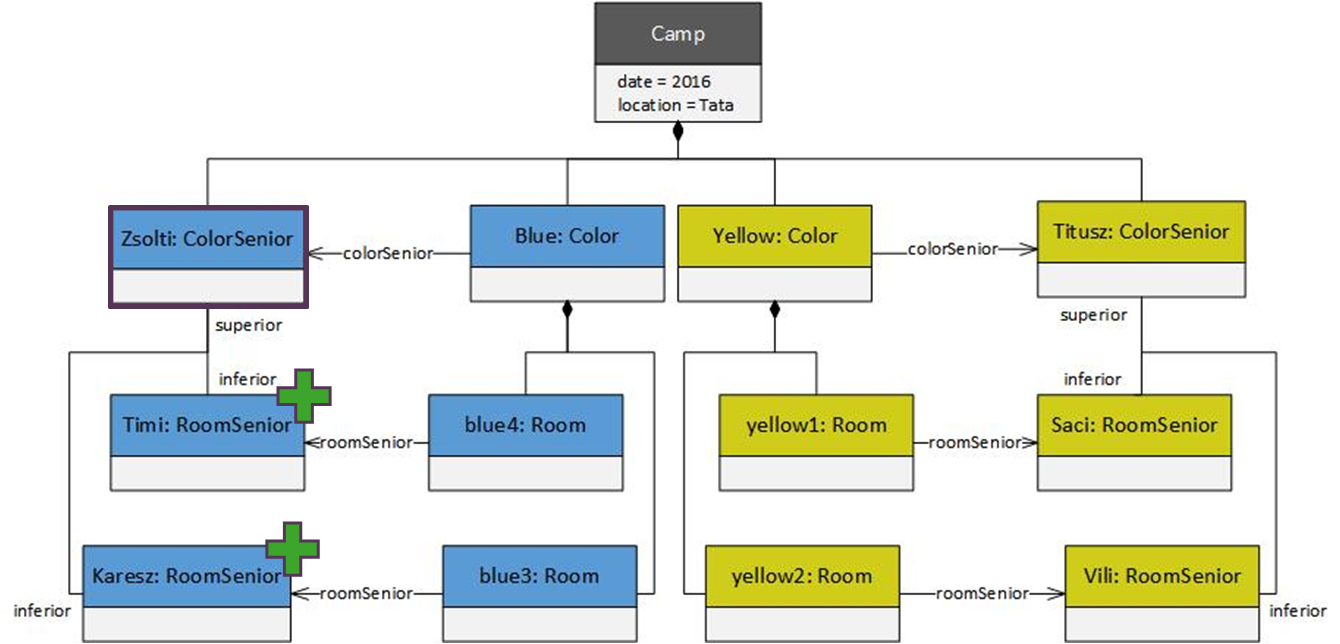 Camp
date = 2016
location = Tata
Zsolti: ColorSenior
colorSenior
Blue: Color
Yellow: Color
colorSenior
Titusz: ColorSenior
superior
superior
inferior
inferior
Timi: RoomSenior
roomSenior
blue4: Room
yellow1: Room
roomSenior
Saci: RoomSenior
Karesz: RoomSenior
roomSenior
blue3: Room
yellow2: Room
roomSenior
Vili: RoomSenior
inferior
inferior